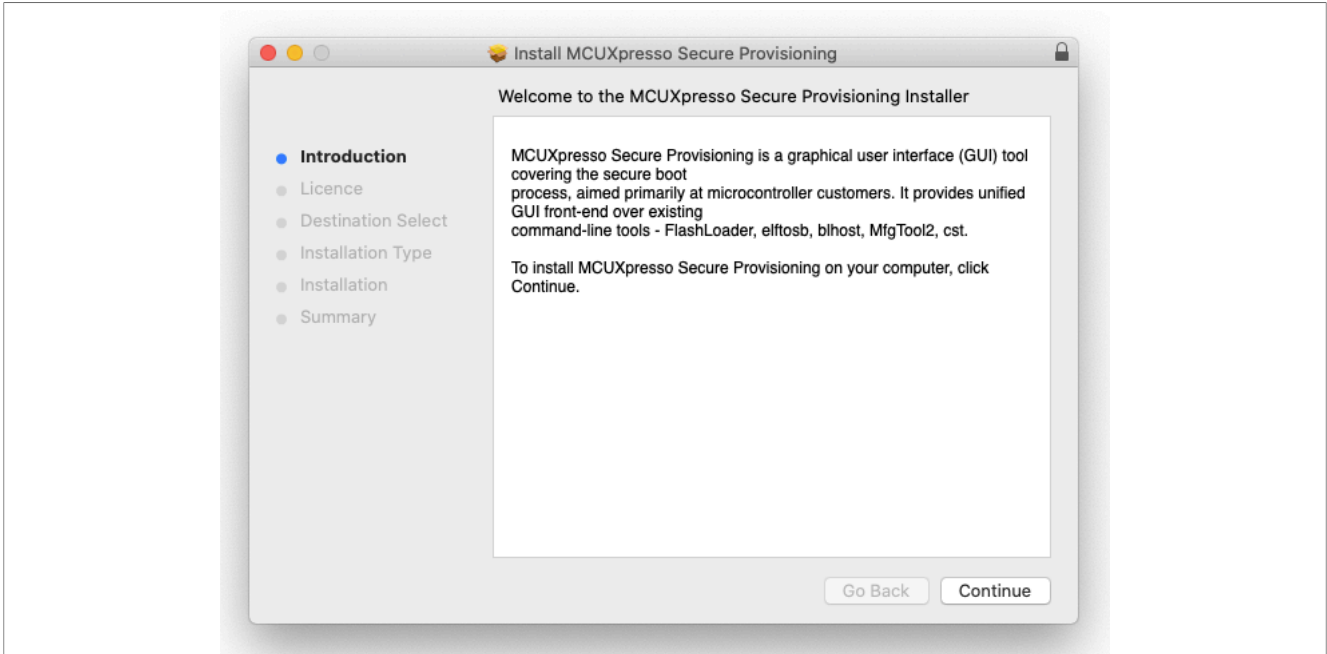 Install MCUXpresso Secure Provisioning
Welcome to the MCUXpresso Secure Provisioning Installer
Introduction
Licence
Destination Select
Installation Type
Installation
Summary
MCUXpresso Secure Provisioning is a graphical user interface (GUI) tool
covering the secure boot
process, aimed primarily at microcontroller customers. It provides unified
GUI front-end over existing
command-line tools - FlashLoader, elftosb, blhost, MfgTool2, cst.
To install MCUXpresso Secure Provisioning on your computer, click
Continue.
Go Back
Continue